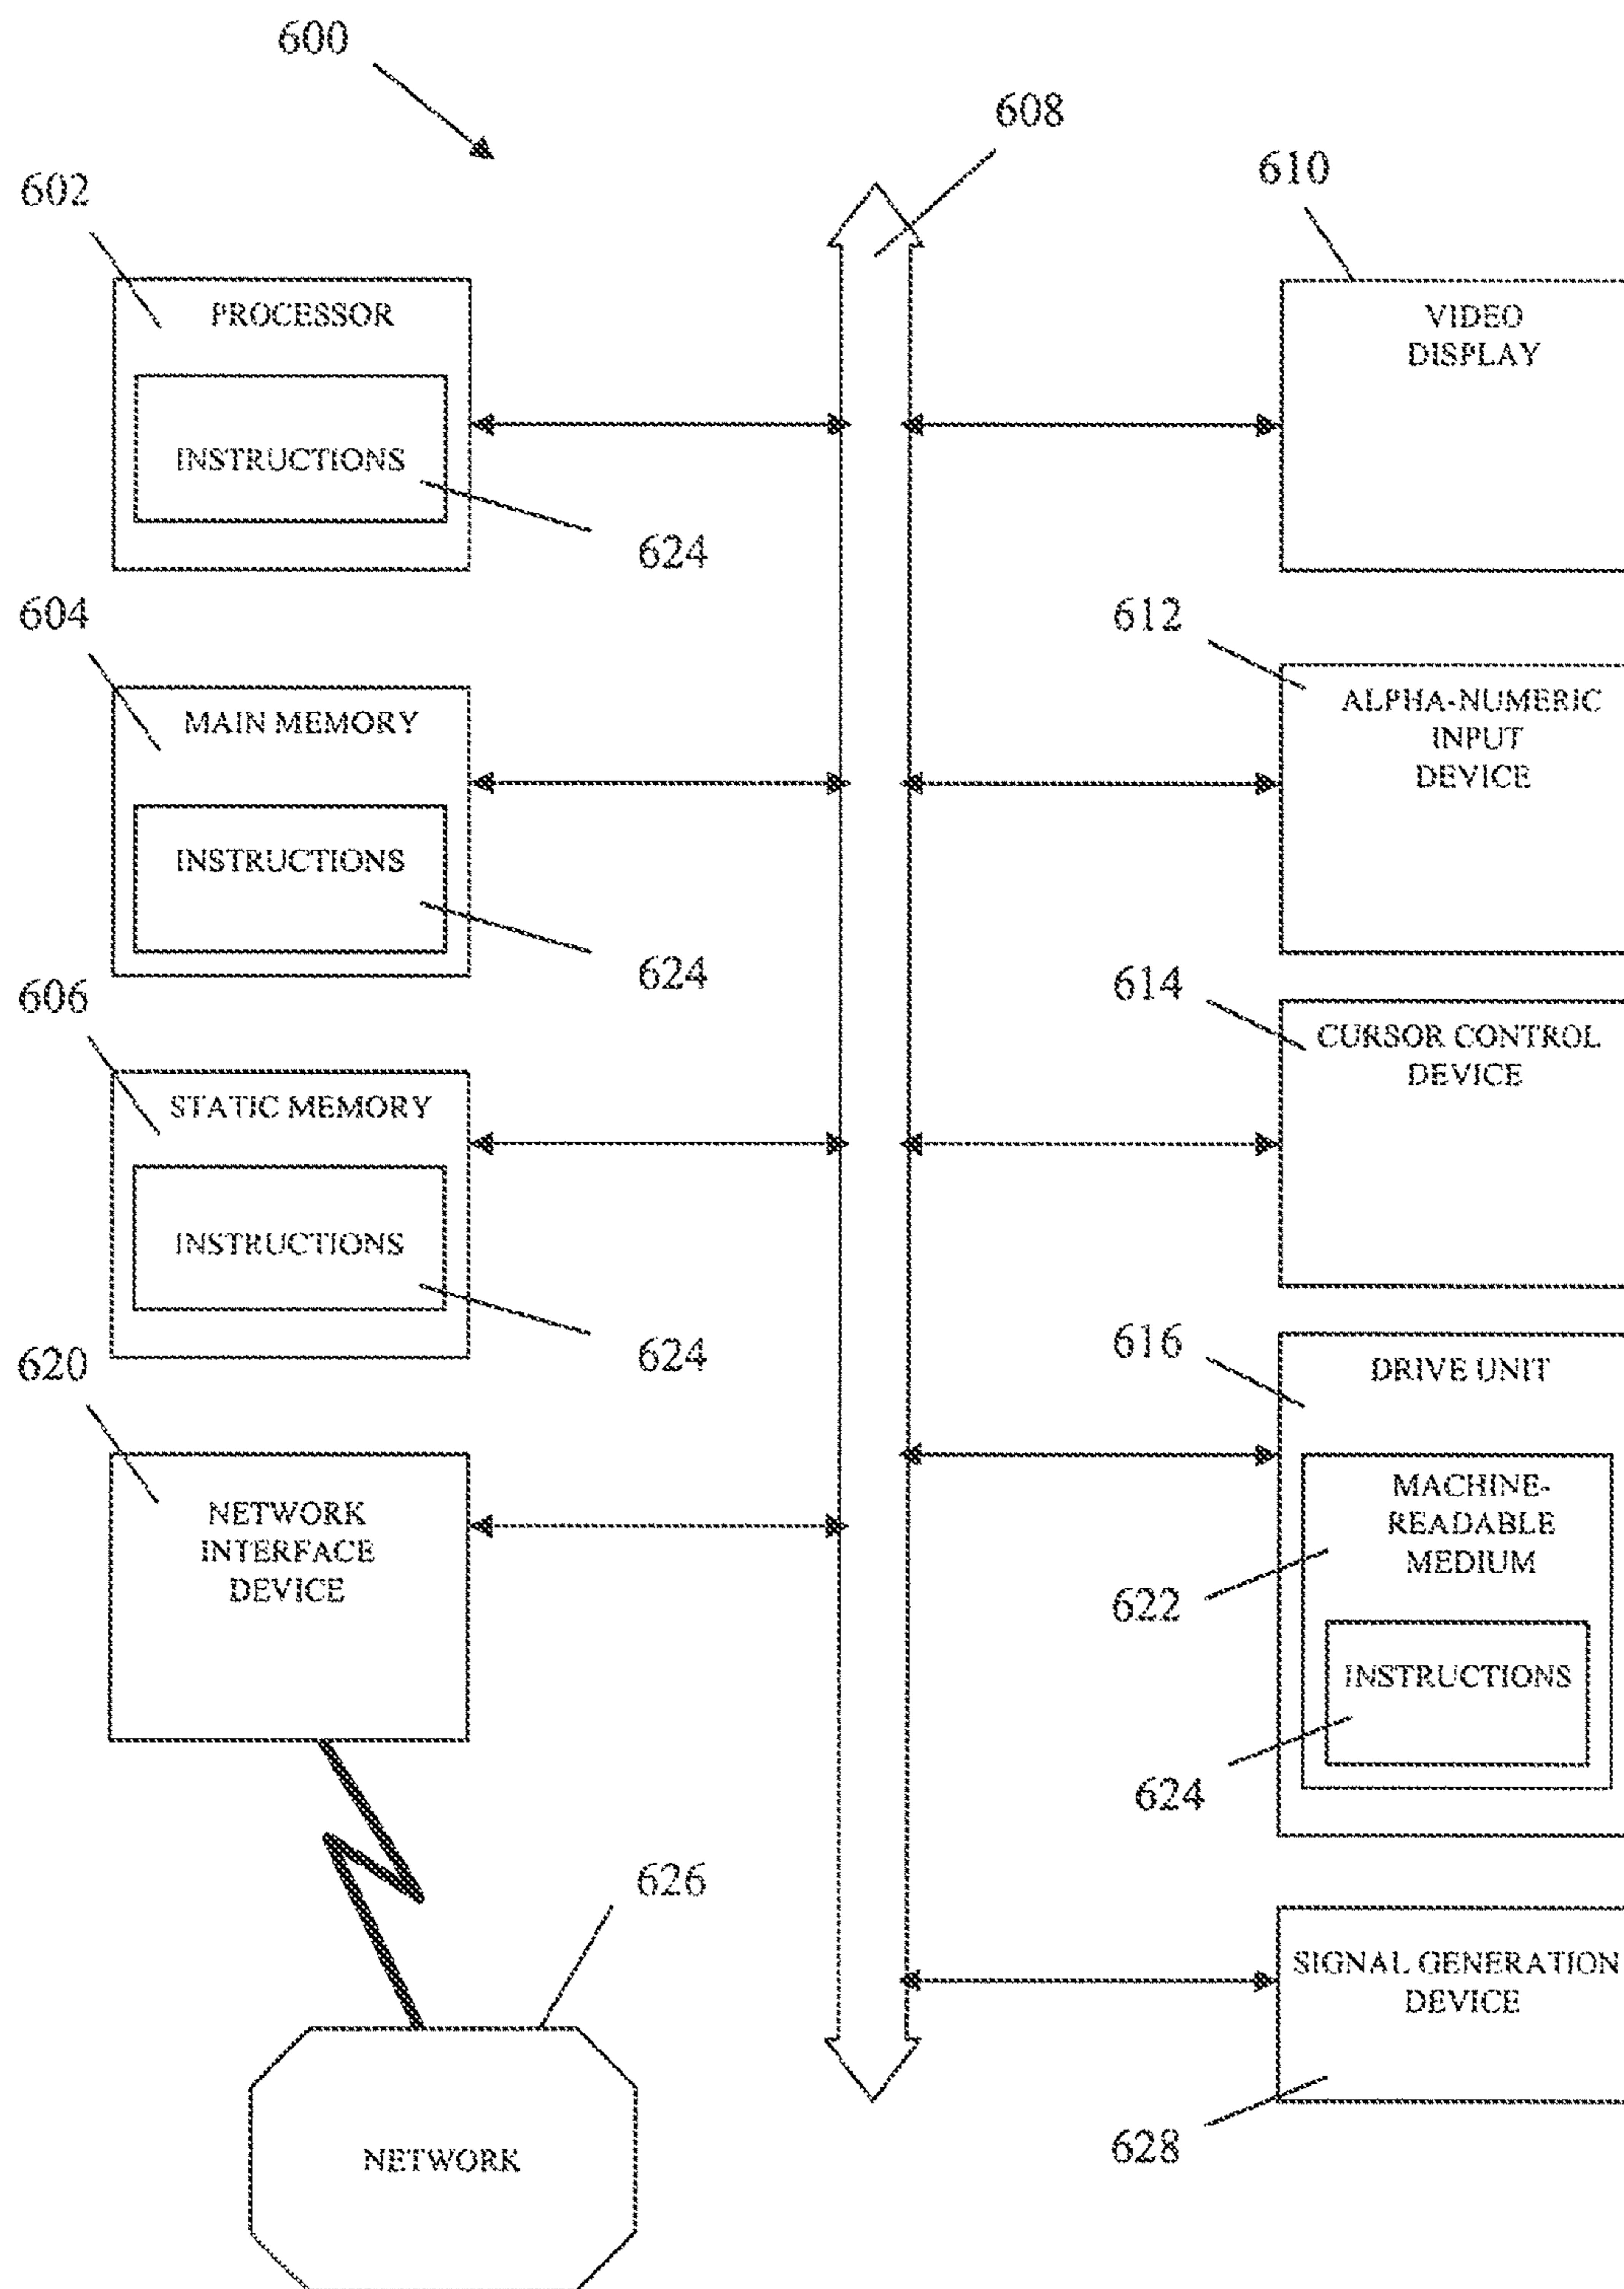 600
608
610
602
PROCESSOR
INSTRUCTIONS
624
VIDEO
DISPLAY
604
MAIN MEMORY
INSTRUCTIONS
624
612
ALPHA-NUMERIC
INPUT
DEVICE
606
STATIC MEMORY
INSTRUCTIONS
624
614
CURSOR CONTROL
DEVICE
620
NETWORK
INTERFACE
DEVICE
616
DRIVE UNIT
MACHINE-
READABLE
MEDIUM
622
INSTRUCTIONS
624
626
NETWORK
SIGNAL GENERATION
DEVICE
628